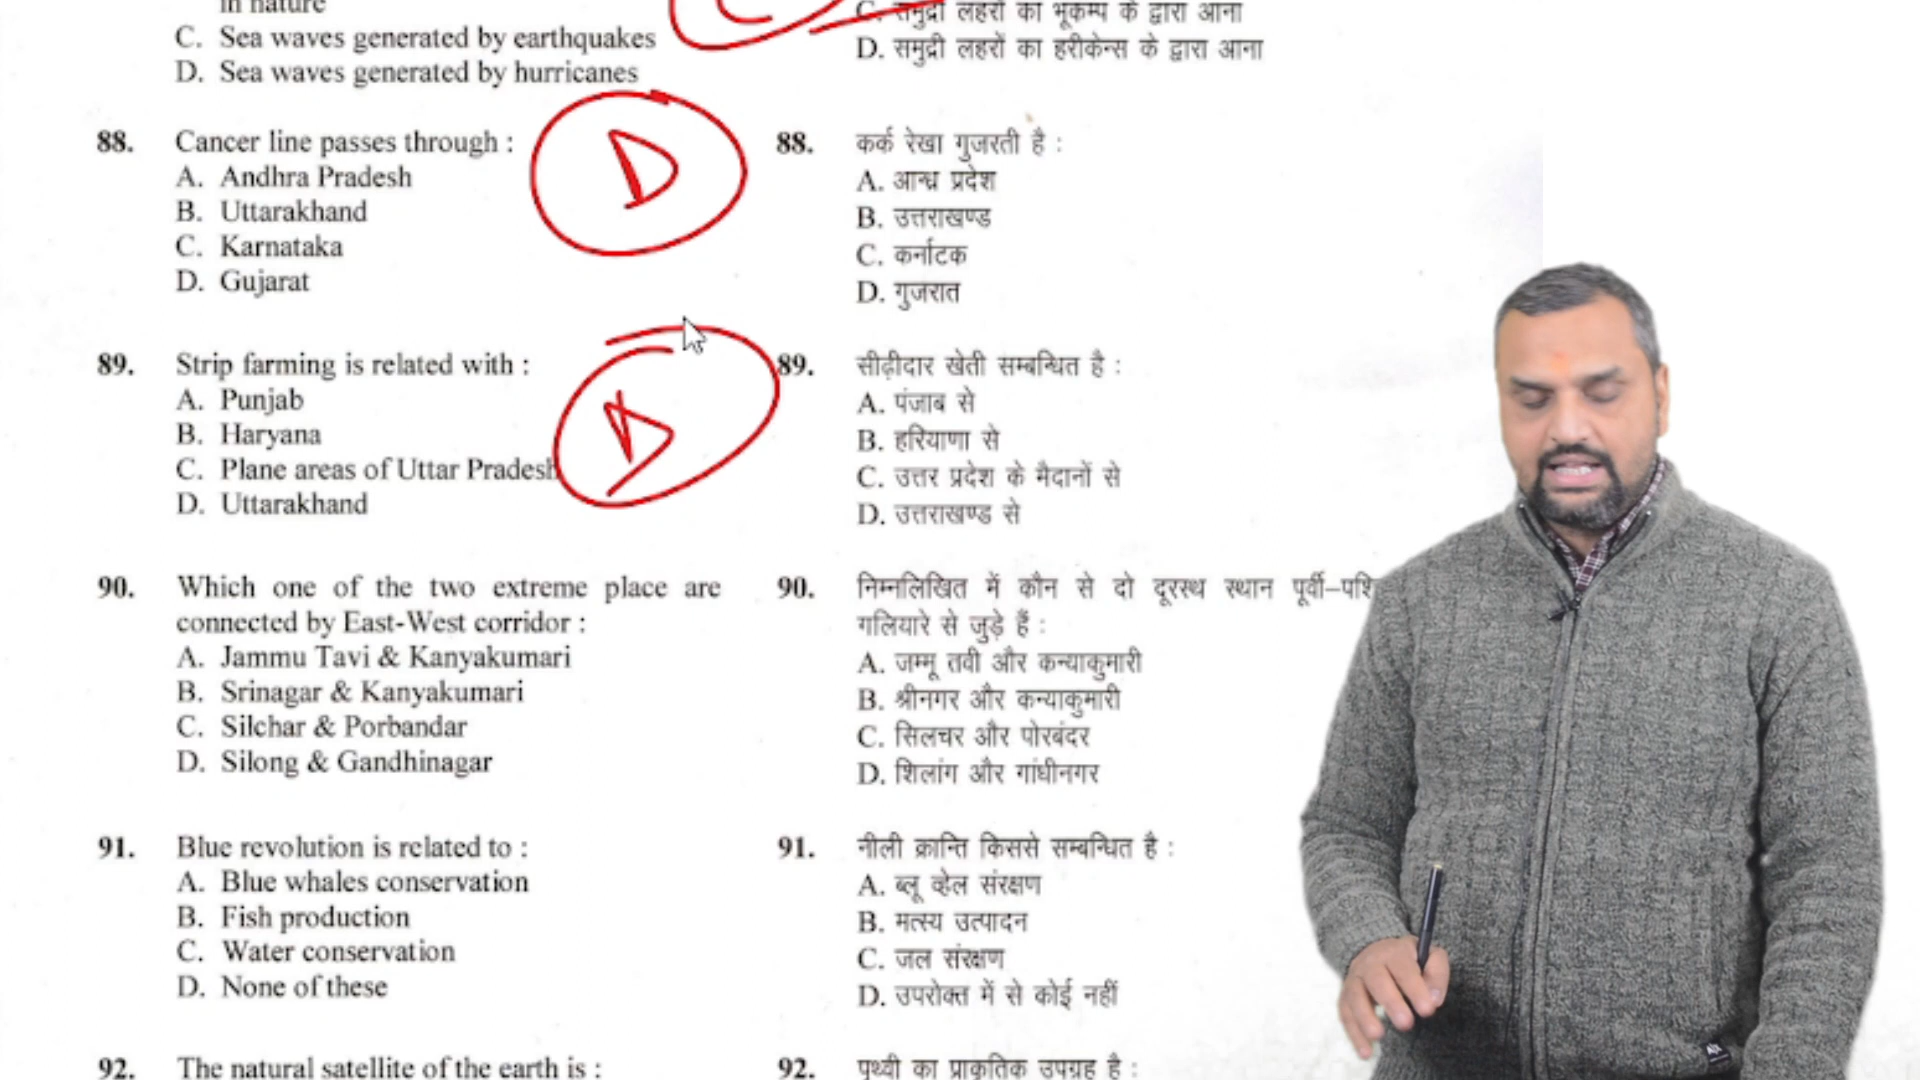 in nature
C. Sea waves generated by earthquakes
D. Sea waves generated by hurricanes
88. Cancer line passes through :
A. Andhra Pradesh
B. Uttarakhand
C. Karnataka
D. Gujarat
D
89. Strip farming is related with :
A. Punjab
B. Haryana
C. Plane areas of Uttar Pradesh
D. Uttarakhand
D
90. Which one of the two extreme place are
connected by East-West corridor :
A. Jammu Tavi & Kanyakumari
B. Srinagar & Kanyakumari
C. Silchar & Porbandar
D. Silong & Gandhinagar
91. Blue revolution is related to :
A. Blue whales conservation
B. Fish production
C. Water conservation
D. None of these
92. The natural satellite of the earth is :
C. समुद्री लहरों का भूकम्प के द्वारा आना
D. समुद्री लहरों का हरीकेन्स के द्वारा आना
88. कर्क रेखा गुजरती है :
A. आन्ध्र प्रदेश
B. उत्तराखण्ड
C. कर्नाटक
D. गुजरात
89. सीढ़ीदार खेती सम्बन्धित है :
A. पंजाब से
B. हरियाणा से
C. उत्तर प्रदेश के मैदानों से
D. उत्तराखण्ड से
90. निम्नलिखित में कौन से दो दूरस्थ स्थान पूर्वी–पश्ि
गलियारे से जुड़े हैं :
A. जम्मू तवी और कन्याकुमारी
B. श्रीनगर और कन्याकुमारी
C. सिलचर और पोरबंदर
D. शिलांग और गांधीनगर
91. नीली क्रान्ति किससे सम्बन्धित है :
A. ब्लू व्हेल संरक्षण
B. मत्स्य उत्पादन
C. जल संरक्षण
D. उपरोक्त में से कोई नहीं
92. पृथ्वी का प्राकृतिक उपग्रह है :